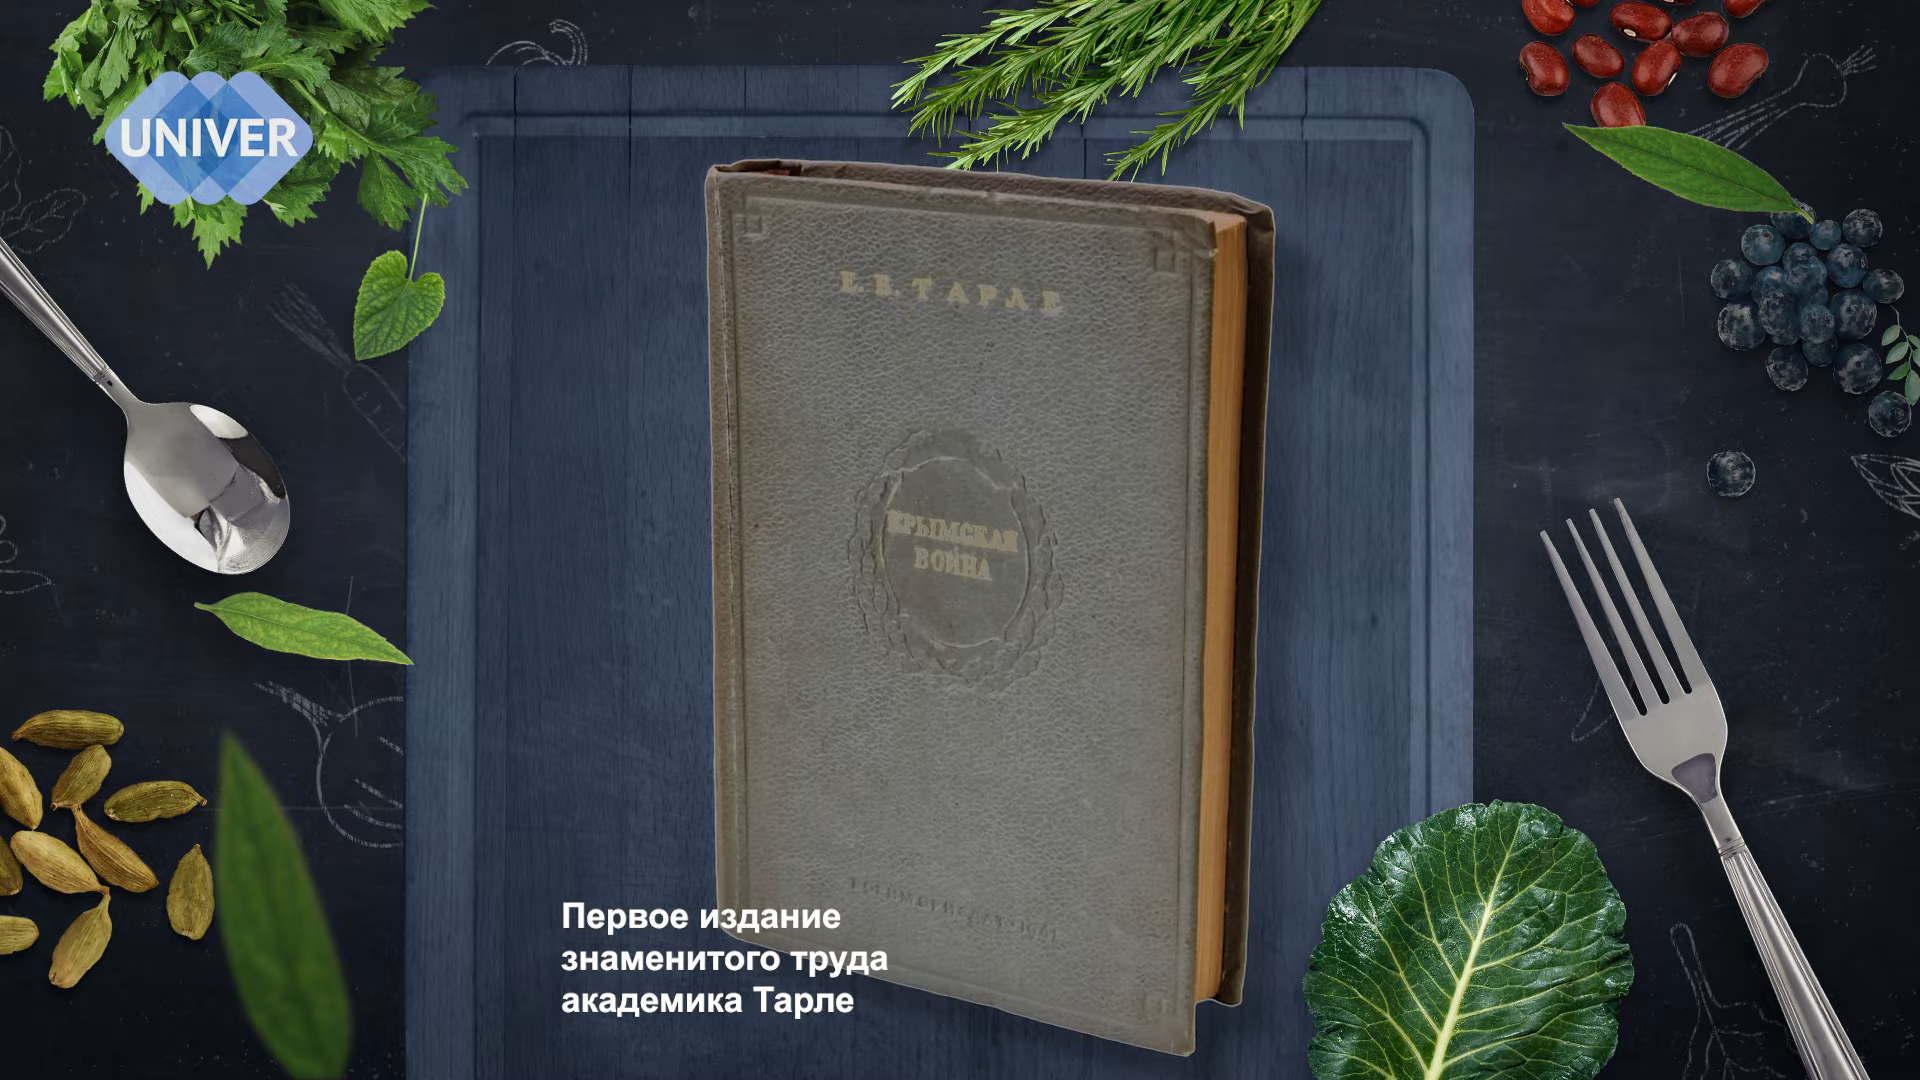 UNIVER
Е. В. ТАРЛЕ
КРЫМСКАЯ
ВОЙНА
Первое издание
знаменитого труда
академика Тарле